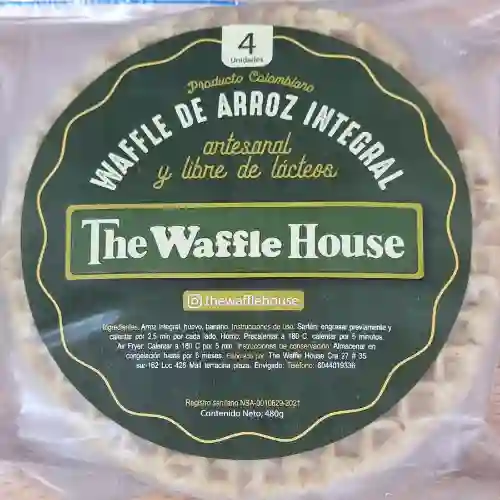 4
Unidades
Producto Colombiano
WAFFLE DE ARROZ INTEGRAL
artesanal
y libre de lácteos
The Waffle House
thewafflehouse
Ingredientes: Arroz integral, huevo, banano. Instrucciones de uso. Sartén: engrasar previamente y
calentar por 2,5 min por cada lado. Horno: Precalentar a 180 C, calentar por 5 minutos.
Air Fryer: Calentar a 160 C por 5 min. Instrucciones de conservación: Almacenar en
congelación hasta por 6 meses. Elaborado por: The Waffle House Cra 27 # 35
sur-162 Loc 425 Mall terracina plaza. Envigado. Teléfono: 6044019336
Registro sanitario NSA-0010629-2021
Contenido Neto: 480g